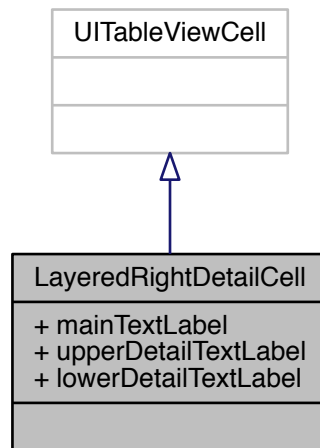 UITableViewCell
LayeredRightDetailCell
+ mainTextLabel
+ upperDetailTextLabel
+ lowerDetailTextLabel